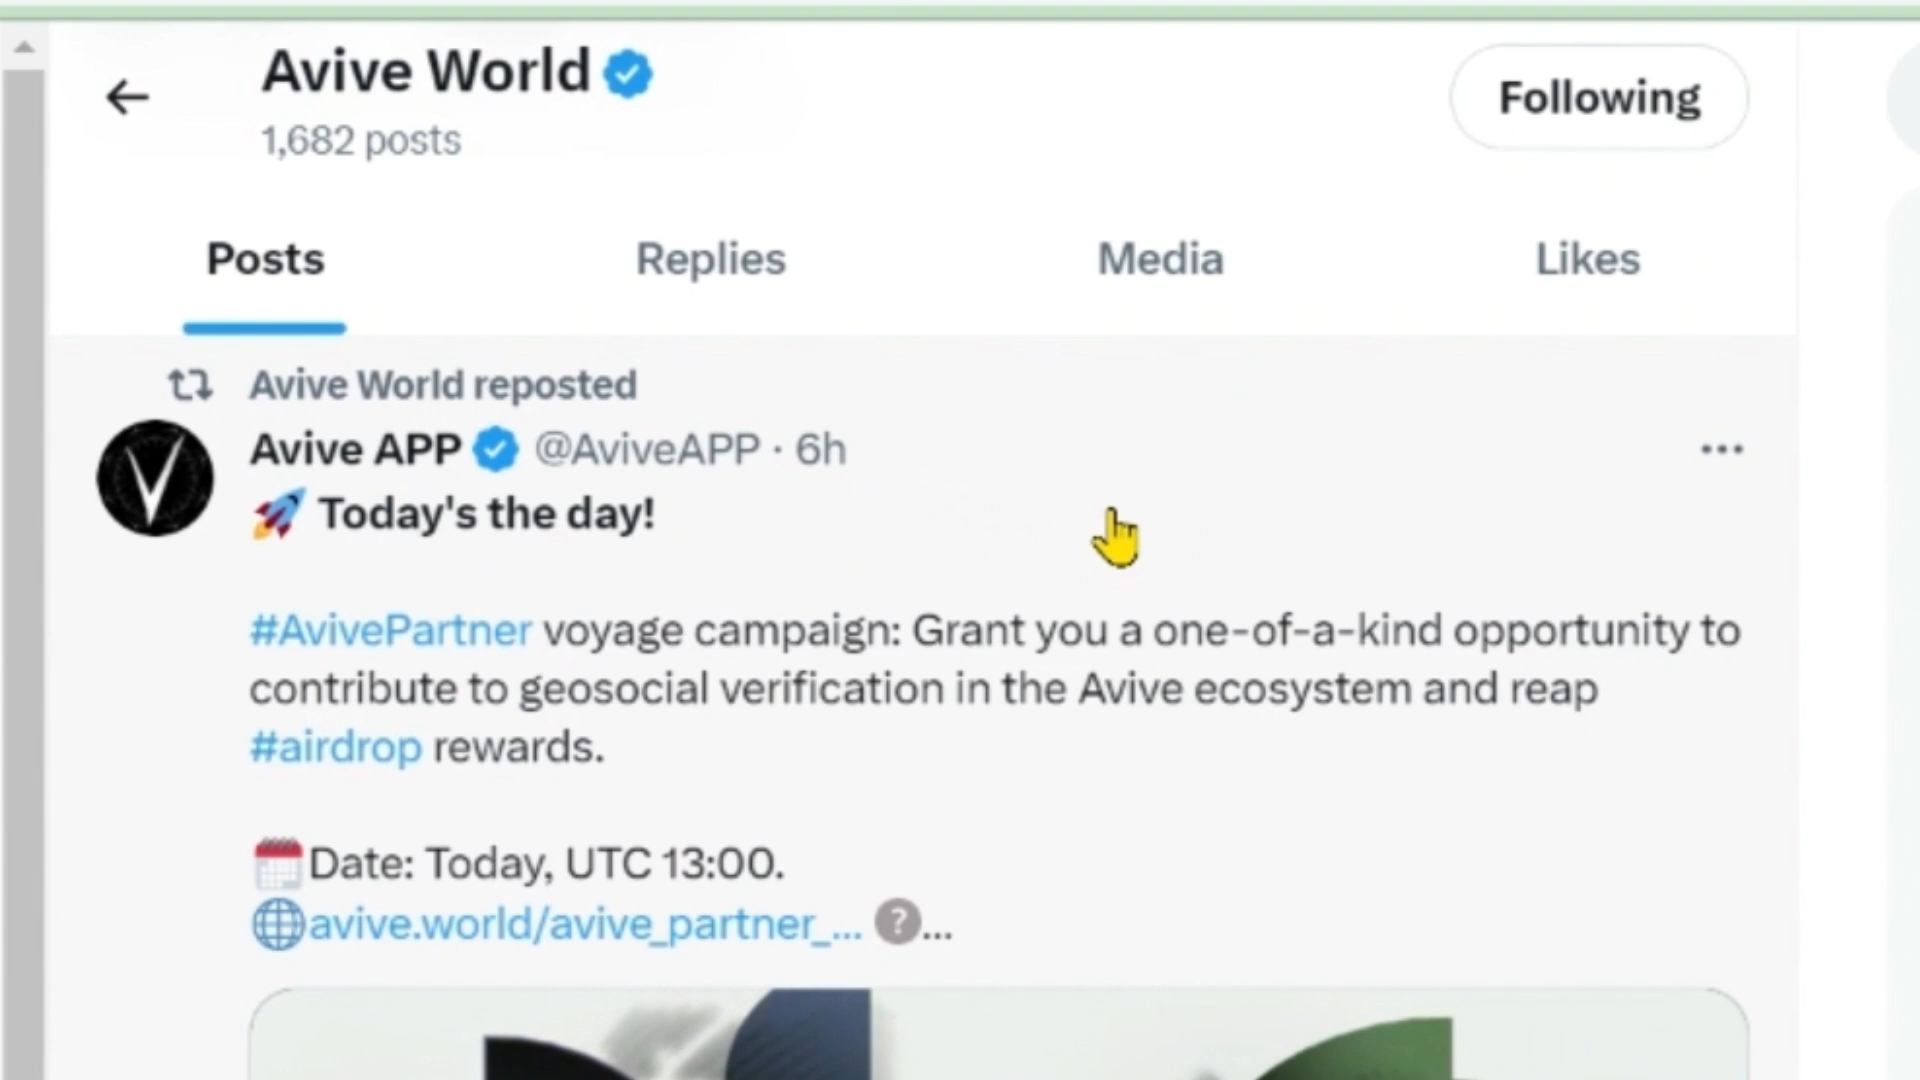 Avive World
Following
1,682 posts
Posts Replies Media Likes
Avive World reposted
Avive APP @AviveAPP · 6h
🚀 Today's the day!
#AvivePartner voyage campaign: Grant you a one-of-a-kind opportunity to
contribute to geosocial verification in the Avive ecosystem and reap
#airdrop rewards.
🗓️Date: Today, UTC 13:00.
🌐avive.world/avive_partner_... ?...